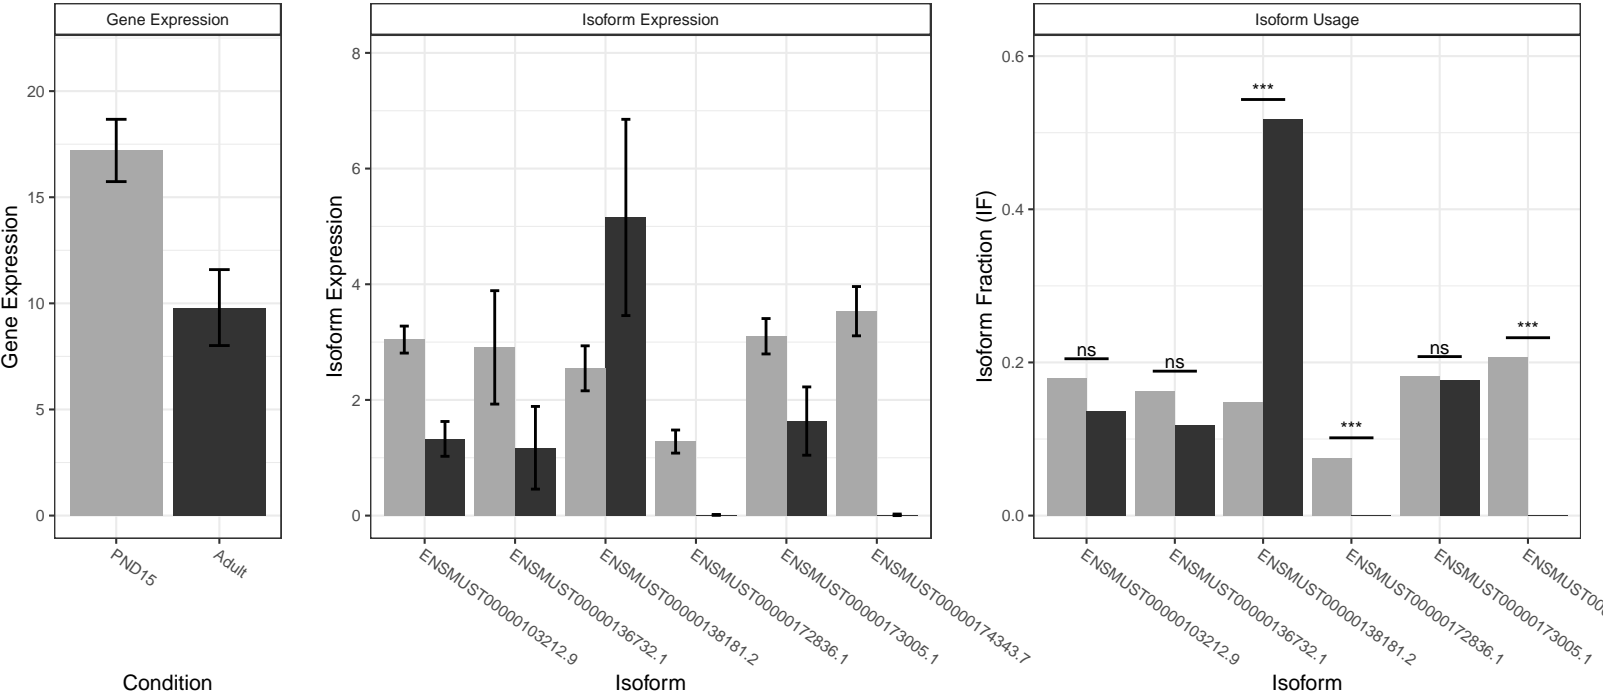 Gene Expression
Isoform Expression
Isoform Usage
Gene Expression
20
15
10
5
0
PND15
Adult
Condition
Isoform Expression
8
6
4
2
0
ENSMUST00000103212.9
ENSMUST00000136732.1
ENSMUST00000138181.2
ENSMUST00000172836.1
ENSMUST00000173005.1
ENSMUST00000174343.7
Isoform
Isoform Fraction (IF)
0.6
0.4
0.2
0.0
ns
ns
***
***
ns
***
ENSMUST00000103212.9
ENSMUST00000136732.1
ENSMUST00000138181.2
ENSMUST00000172836.1
ENSMUST00000173005.1
Isoform